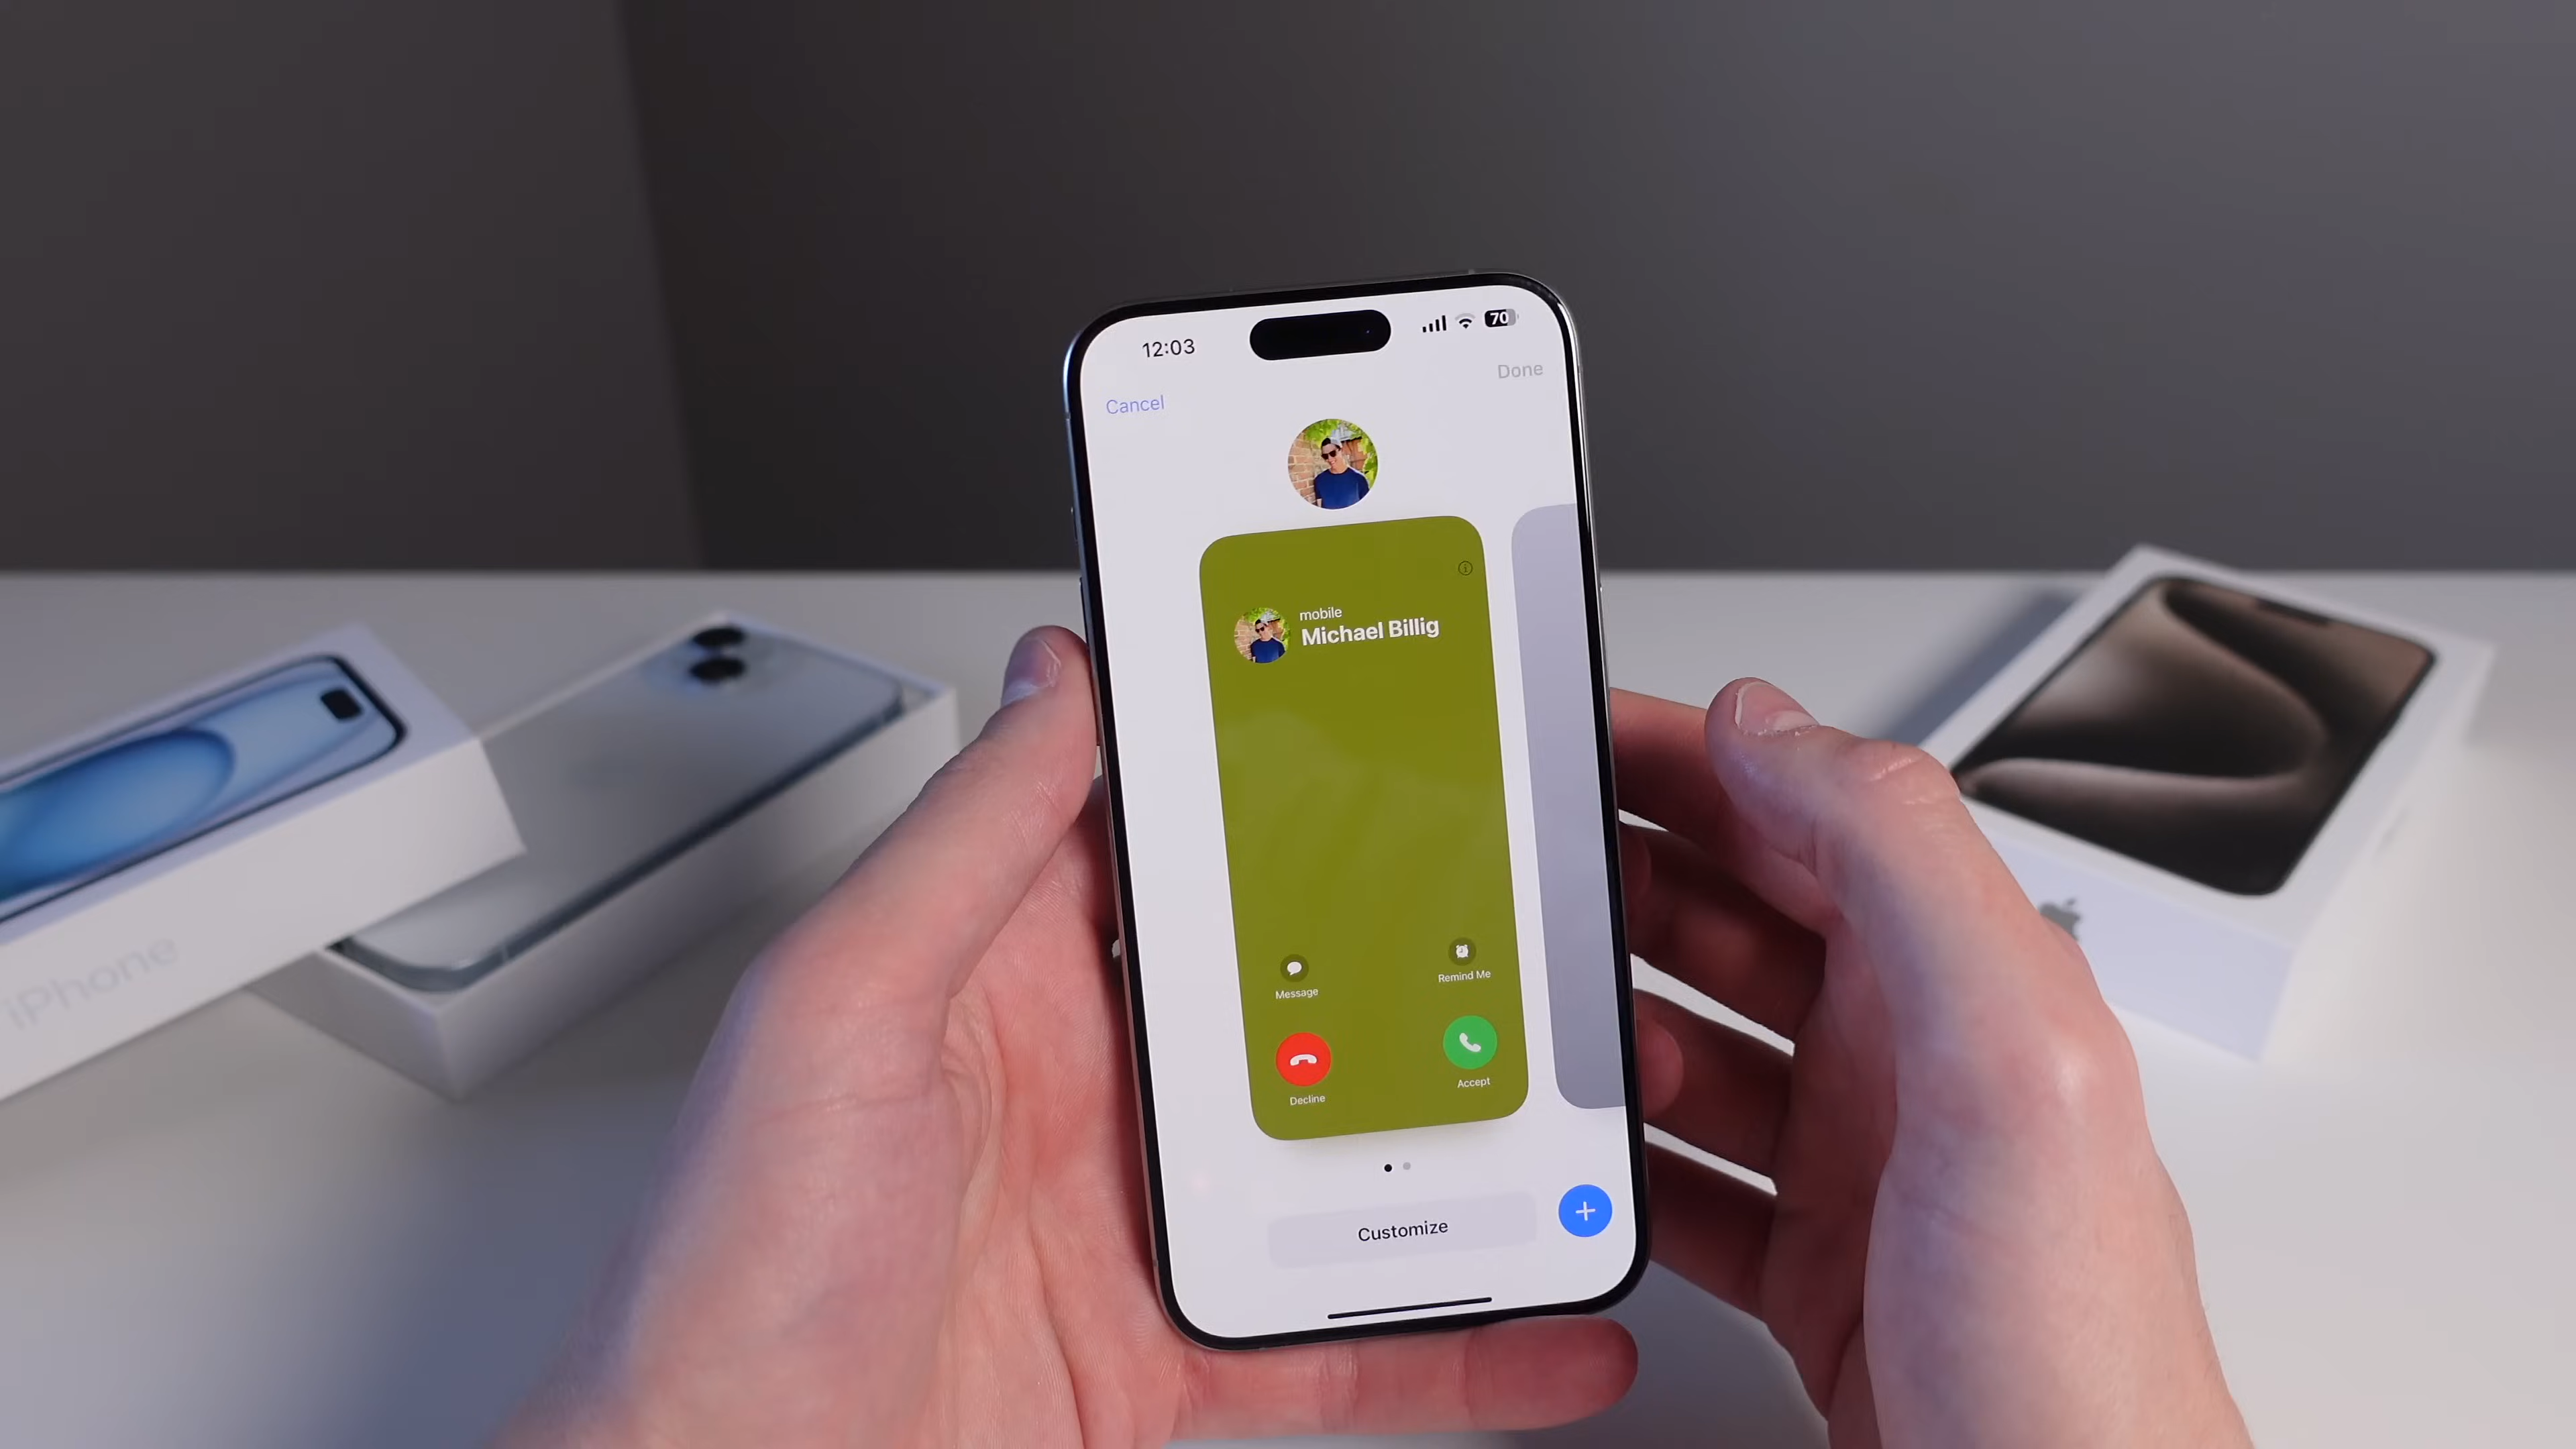 12:03
70
Done
Cancel
mobile
Michael Billig
Message
Remind Me
Decline
Accept
Customize
iPhone